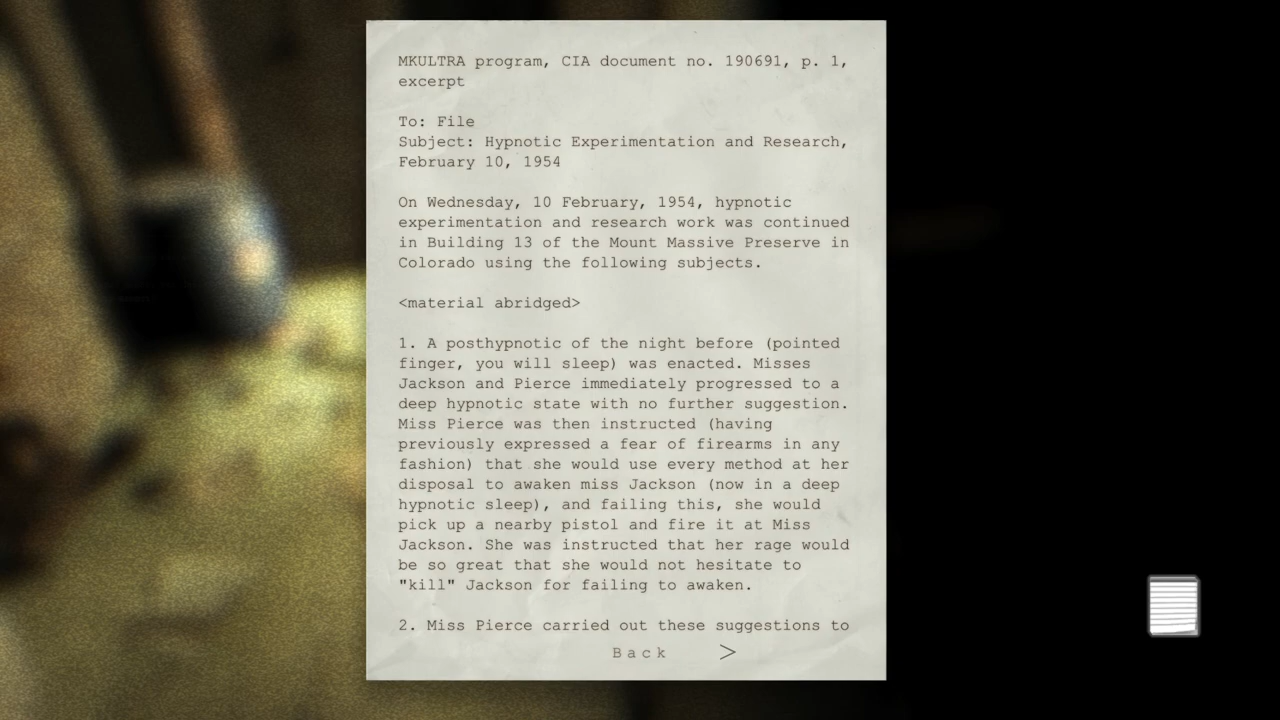 MKULTRA program, CIA document no. 190691, p. 1,
excerpt
To: File
Subject: Hypnotic Experimentation and Research,
February 10, 1954
On Wednesday, 10 February, 1954, hypnotic
experimentation and research work was continued
in Building 13 of the Mount Massive Preserve in
Colorado using the following subjects.
<material abridged>
1. A posthypnotic of the night before (pointed
finger, you will sleep) was enacted. Misses
Jackson and Pierce immediately progressed to a
deep hypnotic state with no further suggestion.
Miss Pierce was then instructed (having
previously expressed a fear of firearms in any
fashion) that she would use every method at her
disposal to awaken miss Jackson (now in a deep
hypnotic sleep), and failing this, she would
pick up a nearby pistol and fire it at Miss
Jackson. She was instructed that her rage would
be so great that she would not hesitate to
"kill" Jackson for failing to awaken.
2. Miss Pierce carried out these suggestions to
Back >